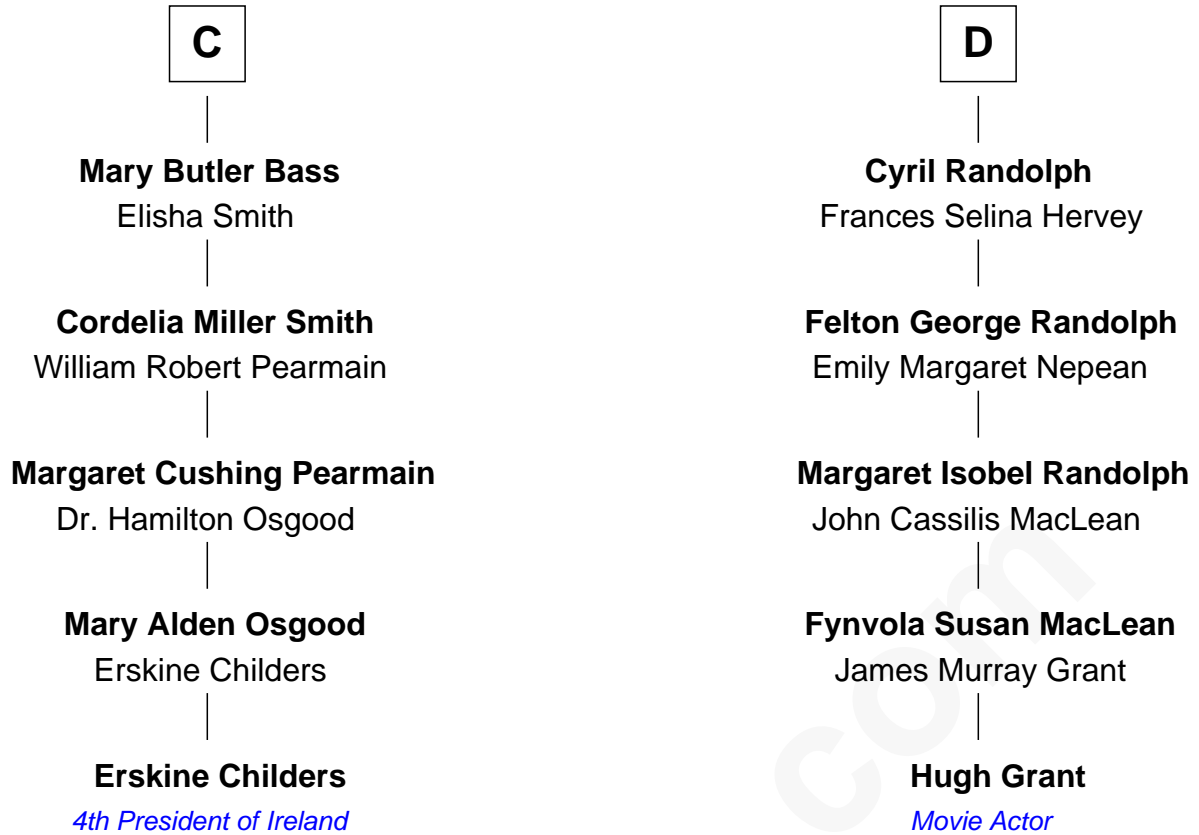 C
Mary Butler Bass
Elisha Smith
Cordelia Miller Smith
William Robert Pearmain
Margaret Cushing Pearmain
Dr. Hamilton Osgood
Mary Alden Osgood
Erskine Childers
Erskine Childers
4th President of Ireland
D
Cyril Randolph
Frances Selina Hervey
Felton George Randolph
Emily Margaret Nepean
Margaret Isobel Randolph
John Cassilis MacLean
Fynvola Susan MacLean
James Murray Grant
Hugh Grant
Movie Actor
com